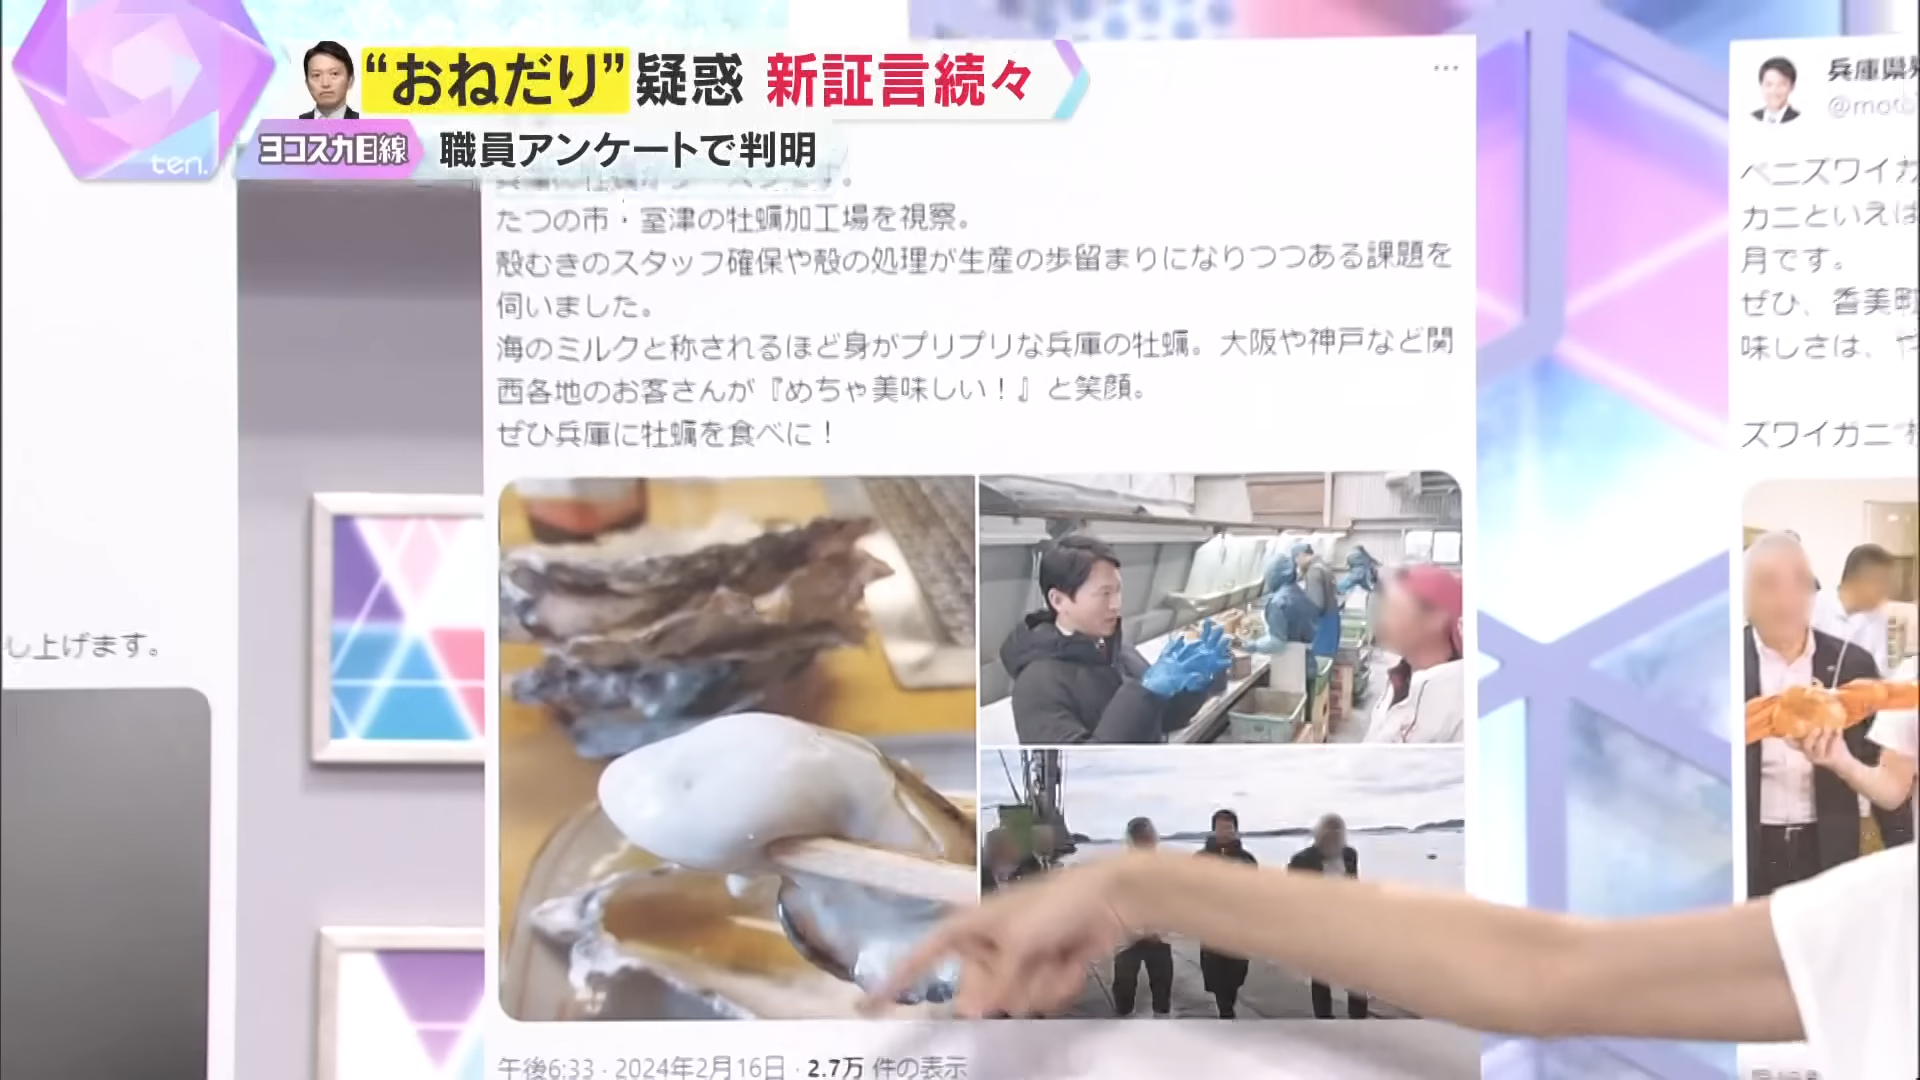 “おねだり”疑惑 新証言続々
ヨコスカ目線
職員アンケートで判明
ten.
たつの市・室津の牡蠣加工場を視察。
殻むきのスタッフ確保や殻の処理が生産の歩留まりになりつつある課題を
伺いました。
海のミルクと称されるほど身がプリプリな兵庫の牡蠣。大阪や神戸など関
西各地のお客さんが『めちゃ美味しい！』と笑顔。
ぜひ兵庫に牡蠣を食べに！
午後6:33 · 2024年2月16日 · 2.7万 件の表示
し上げます。
兵庫県
@moto
ベニズワイガ
カニといえば
月です。
ぜひ、香美町
味しさは、や
ズワイガニ